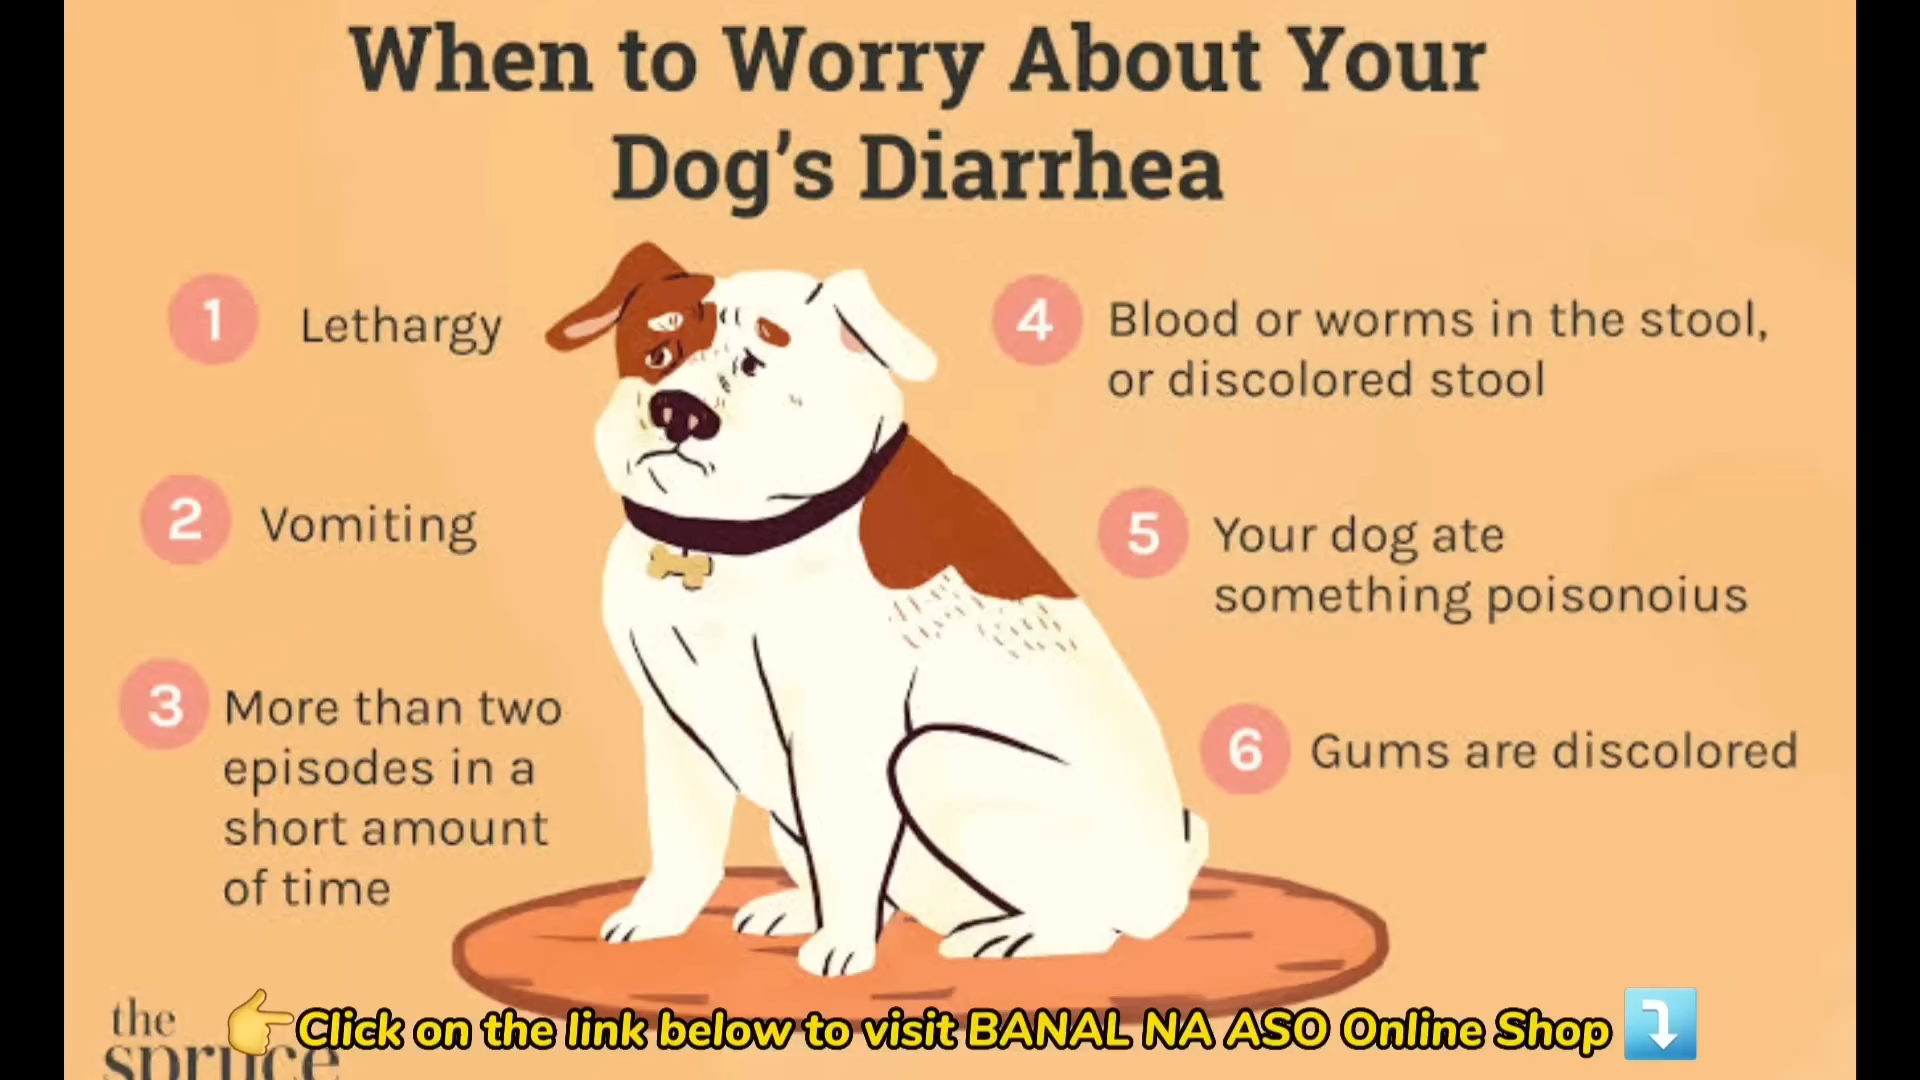 When to Worry About Your
Dog's Diarrhea
1 Lethargy
2 Vomiting
3 More than two
episodes in a
short amount
of time
4 Blood or worms in the stool,
or discolored stool
5 Your dog ate
something poisonoius
6 Gums are discolored
the
spruce
👉Click on the link below to visit BANAL NA ASO Online Shop ⤵️